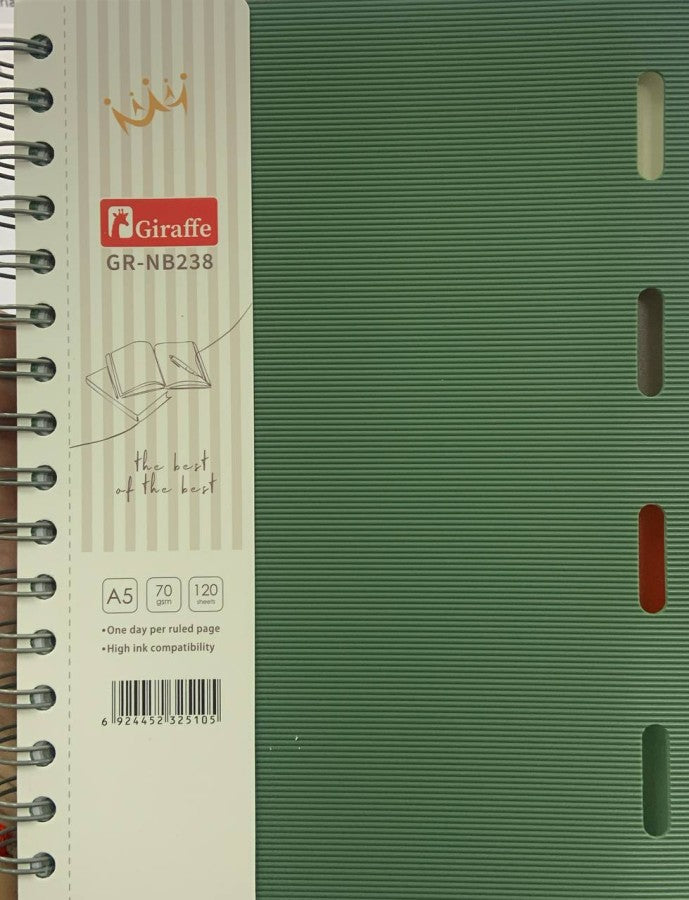 Giraffe
GR-NB238
the best
of the best
A5
70
gsm
120
sheets
•One day per ruled page
•High ink compatibility
6 924452 325105